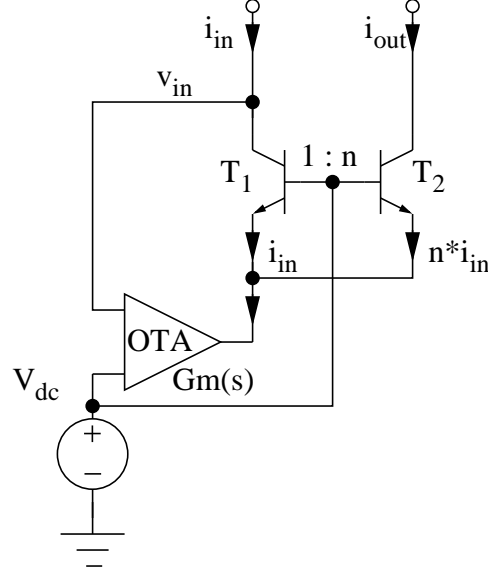 i_in i_out
v_in
1 : n
T_1 T_2
i_in n*i_in
OTA
Gm(s)
V_dc
+
−